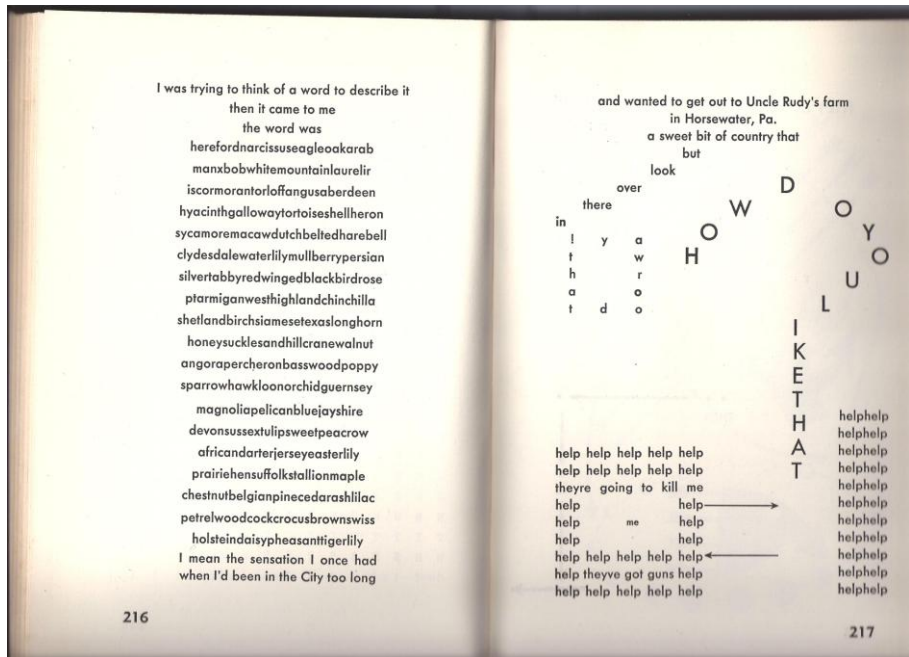 I was trying to think of a word to describe it
then it came to me
the word was
herefordnarcissuseagleoakarab
manxbobwhitemountainlaurelir
iscormorantorloffangusaberdeen
hyacinthgallowaytortoiseshellheron
sycamoremacawdutchbeltedharebell
clydesdalewaterlilymullberrypersian
silvertabbyredwingedblackbirdrose
ptarmiganwesthighlandchinchilla
shetlandbirchsiamesetexaslonghorn
honeysucklesandhillcranewalnut
angorapercheronbasswoodpoppy
sparrowhawkloonorchidguernsey
magnoliapelicanbluejayshire
devonsussextulipsweetpeacrow
africandarterjerseyeasterlily
prairiehensuffolkstallionmaple
chestnutbelgianpinecedarashlilac
petrelwoodcockcrocusbrownswiss
holsteindaisypheasanttigerlily
I mean the sensation I once had
when I'd been in the City too long
216
and wanted to get out to Uncle Rudy's farm
in Horsewater, Pa.
a sweet bit of country that
but
look
over
there
in
! y a
t w
h r
a o
t d o
H O W D O Y O U L I K E T H A T
help help help help help
help help help help help
theyre going to kill me
help help
help me help
help help
help help help help help
help theyve got guns help
help help help help help
helphelp
helphelp
helphelp
helphelp
helphelp
helphelp
helphelp
helphelp
helphelp
helphelp
helphelp
217